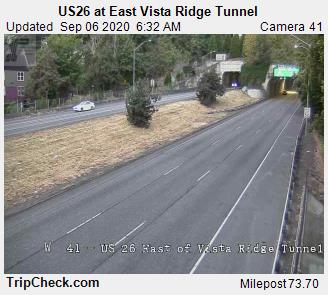 US26 at East Vista Ridge Tunnel
Updated Sep 06 2020 6:32 AM Camera 41
W 41 - US 26 East of Vista Ridge Tunnel
TripCheck.com Milepost 73.70